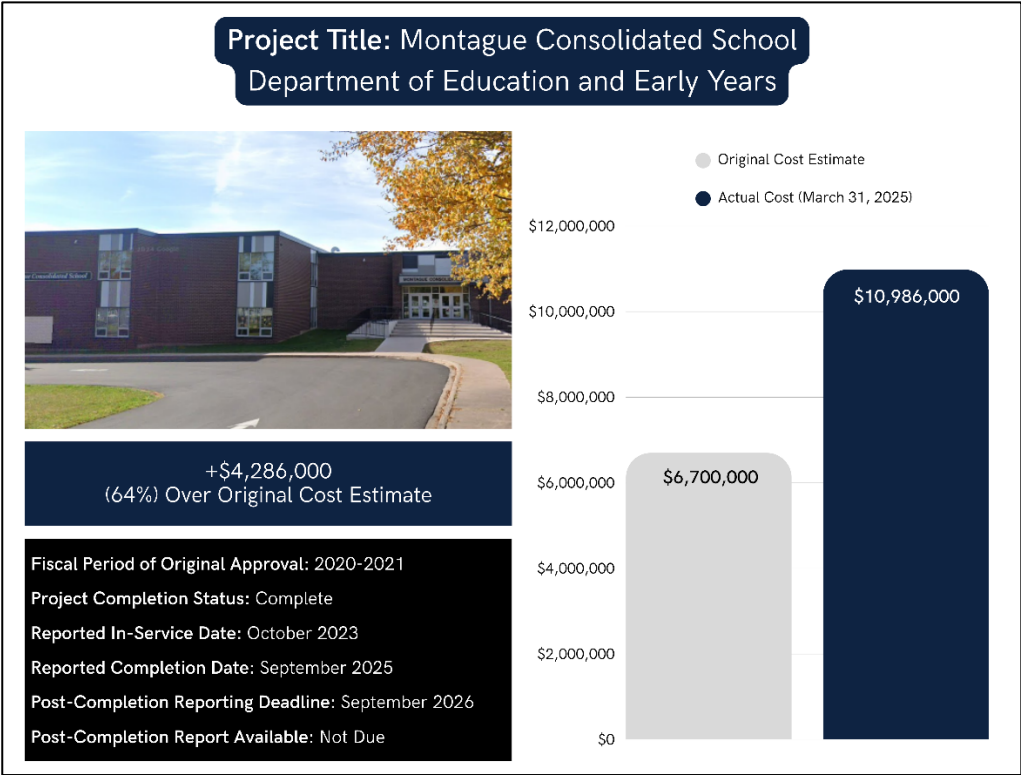 Project Title: Montague Consolidated School
Department of Education and Early Years
Consolidated School
MONTAGUE CONSOLIDA
+$4,286,000
(64%) Over Original Cost Estimate
Fiscal Period of Original Approval: 2020-2021
Project Completion Status: Complete
Reported In-Service Date: October 2023
Reported Completion Date: September 2025
Post-Completion Reporting Deadline: September 2026
Post-Completion Report Available: Not Due
Original Cost Estimate
Actual Cost (March 31, 2025)
$12,000,000
$10,000,000
$8,000,000
$6,000,000
$4,000,000
$2,000,000
$0
$6,700,000
$10,986,000